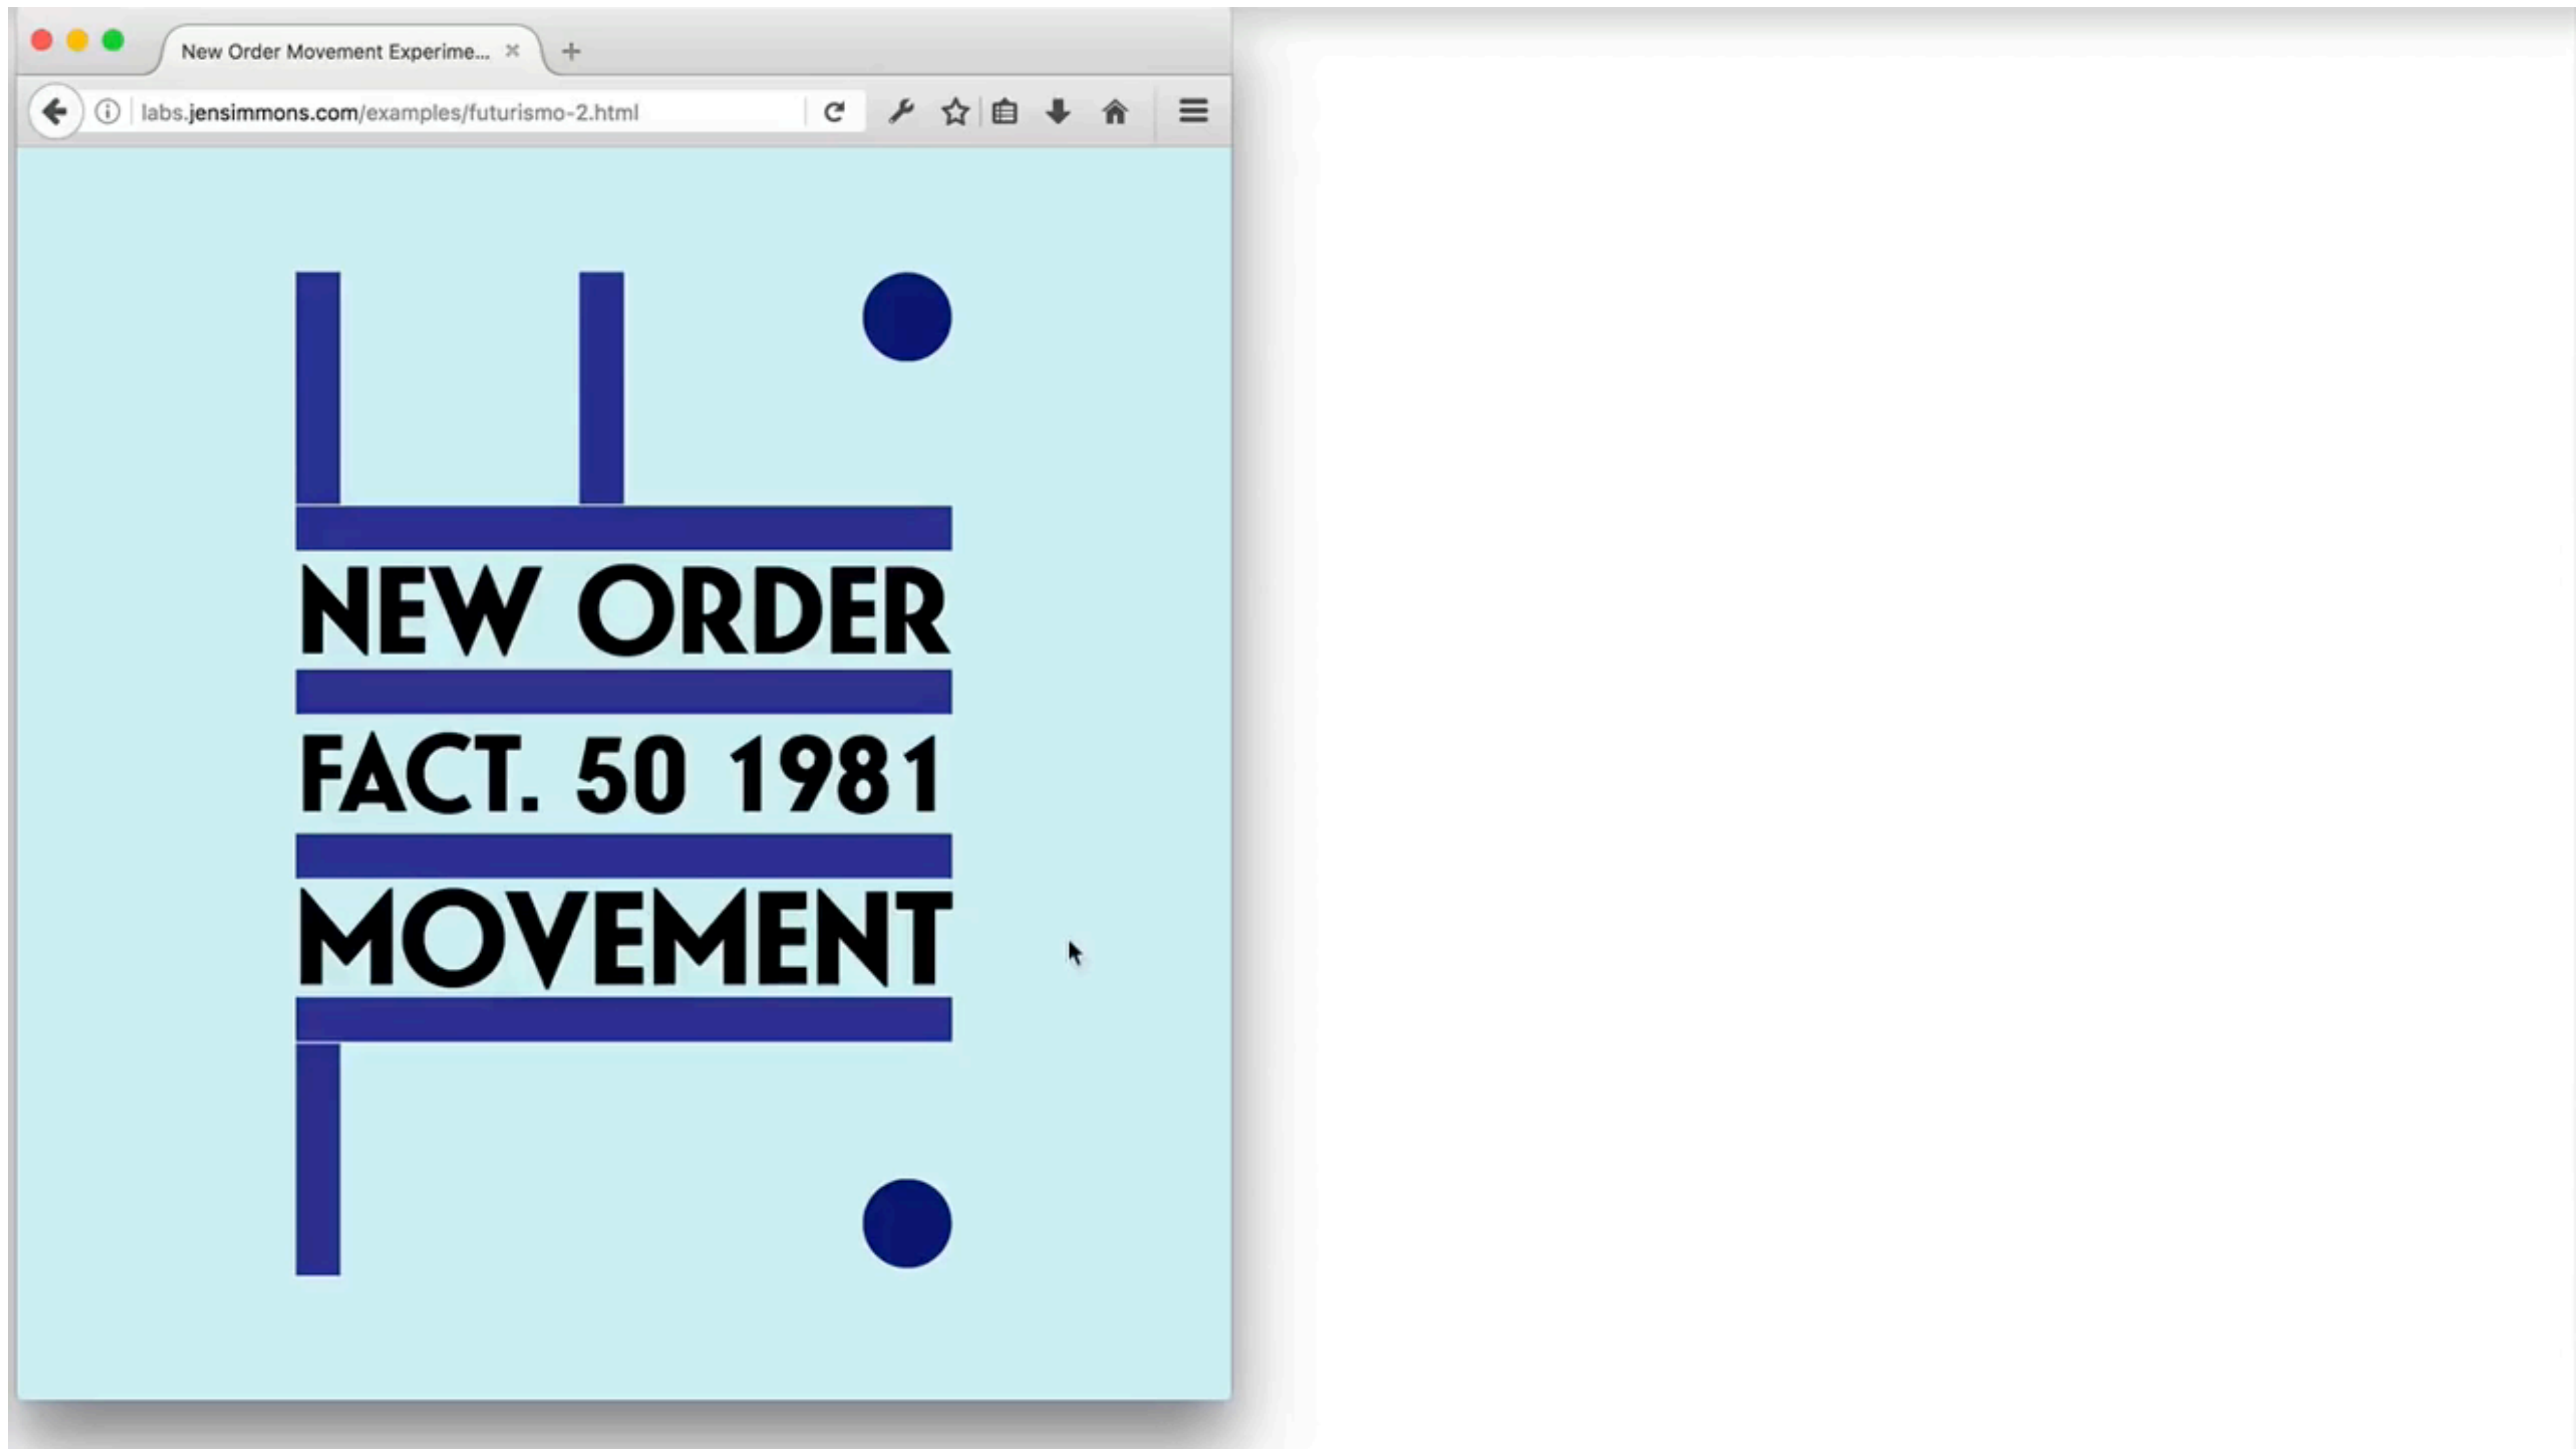 New Order Movement Experime...
labs.jensimmons.com/examples/futurismo-2.html
NEW ORDER
FACT. 50 1981
MOVEMENT